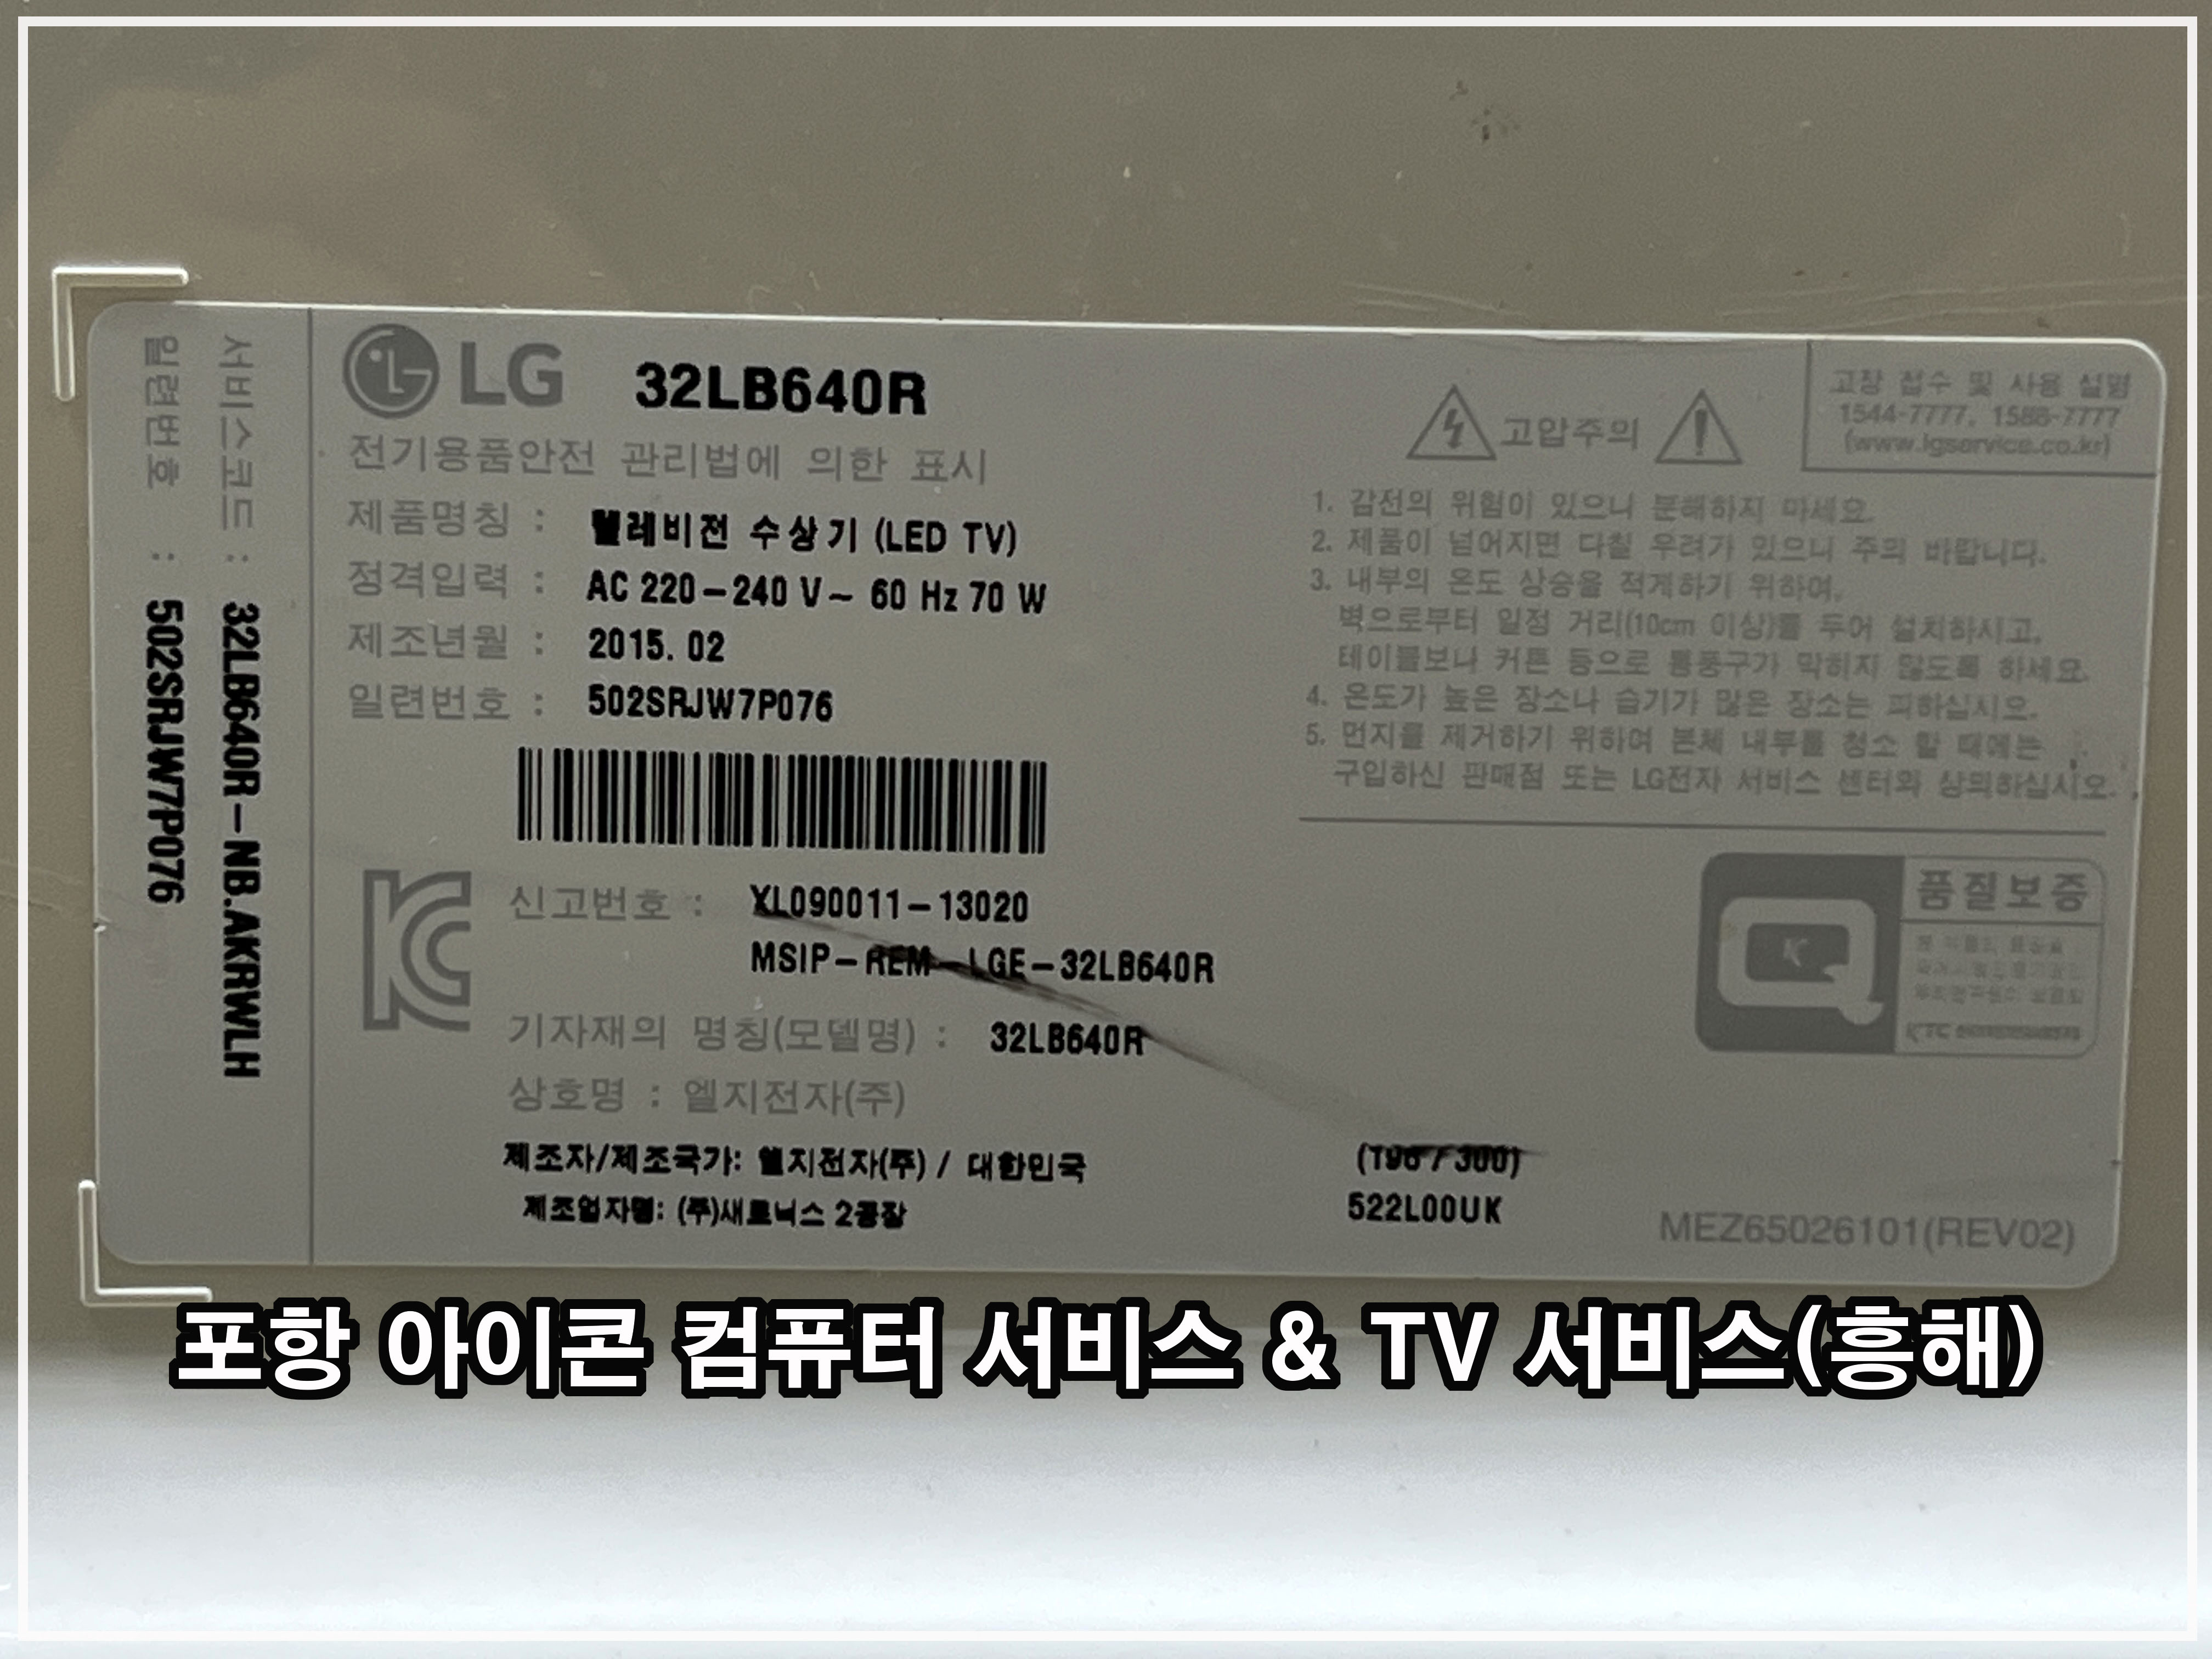 일련번호 : 502SRJW7P076
서비스코드 : 32LB640R-NB.AKRWLH
LG 32LB640R
전기용품안전 관리법에 의한 표시
제품명칭 : 텔레비전 수상기 (LED TV)
정격입력 : AC 220-240 V~ 60 Hz 70 W
제조년월 : 2015. 02
일련번호 : 502SRJW7P076
신고번호 : XL090011-13020
MSIP-REM-LGE-32LB640R
기자재의 명칭(모델명) : 32LB640R
상호명 : 엘지전자(주)
제조자/제조국가: 엘지전자(주) / 대한민국
제조업자명: (주)새로닉스 2공장
고압주의
고장 접수 및 사용 설명
1544-7777, 1588-7777
(www.lgservice.co.kr)
1. 감전의 위험이 있으니 분해하지 마세요.
2. 제품이 넘어지면 다칠 우려가 있으니 주의 바랍니다.
3. 내부의 온도 상승을 적게하기 위하여,
벽으로부터 일정 거리(10cm 이상)를 두어 설치하시고,
테이블보나 커튼 등으로 통풍구가 막히지 않도록 하세요.
4. 온도가 높은 장소나 습기가 많은 장소는 피하십시오.
5. 먼지를 제거하기 위하여 본체 내부를 청소 할 때에는
구입하신 판매점 또는 LG전자 서비스 센터와 상의하십시오.
Q
K
품질보증
KTC
(196 / 300)
522L00UK
MEZ65026101(REV02)
포항 아이콘 컴퓨터 서비스 & TV 서비스(흥해)